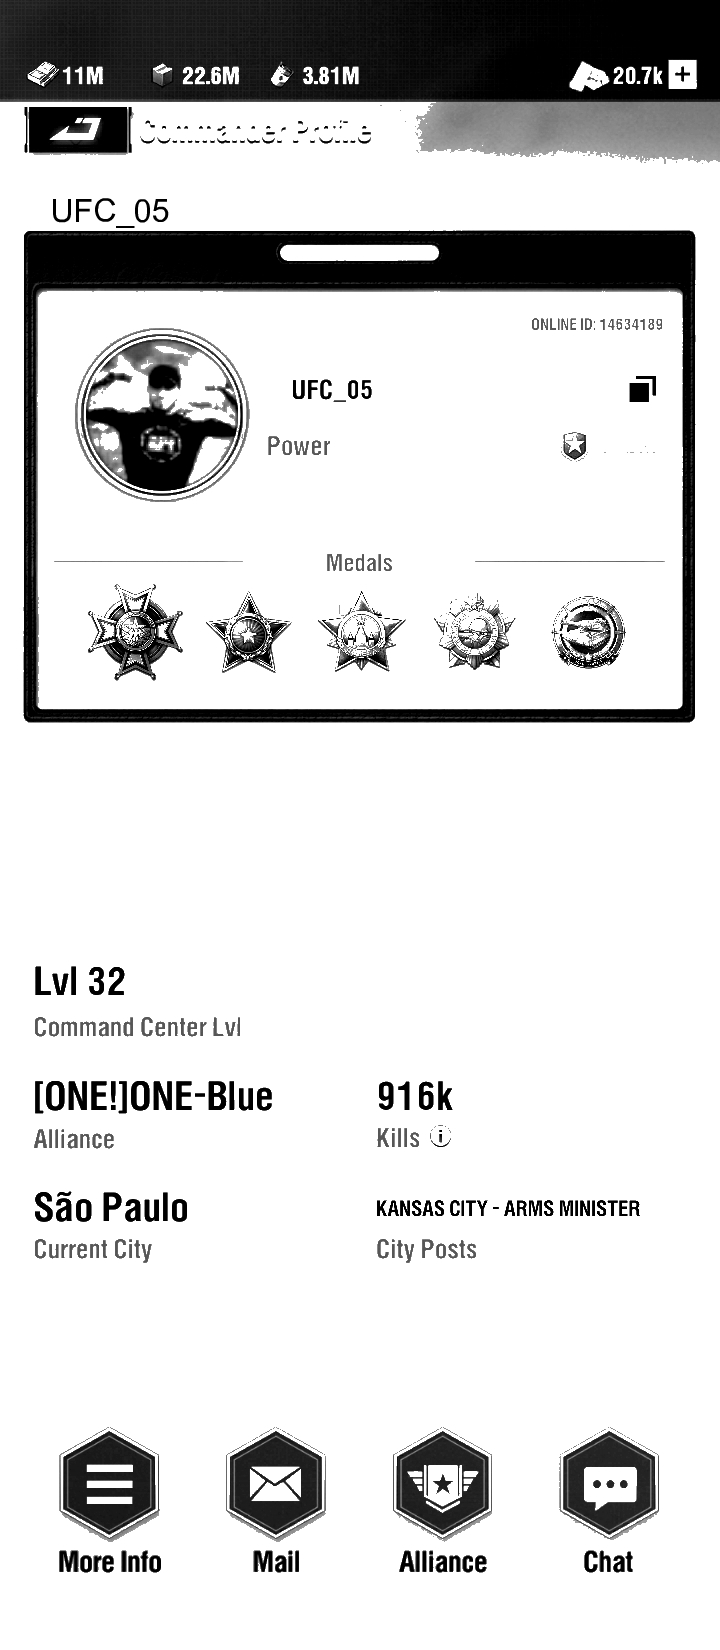 11M 22.6M 3.81M 20.7k +
Commander Profile
UFC_05
ONLINE ID: 14634189
UFC_05
Power
Medals
Lvl 32
Command Center Lvl
[ONE!]ONE-Blue 916k
Alliance Kills i
São Paulo KANSAS CITY - ARMS MINISTER
Current City City Posts
More Info Mail Alliance Chat